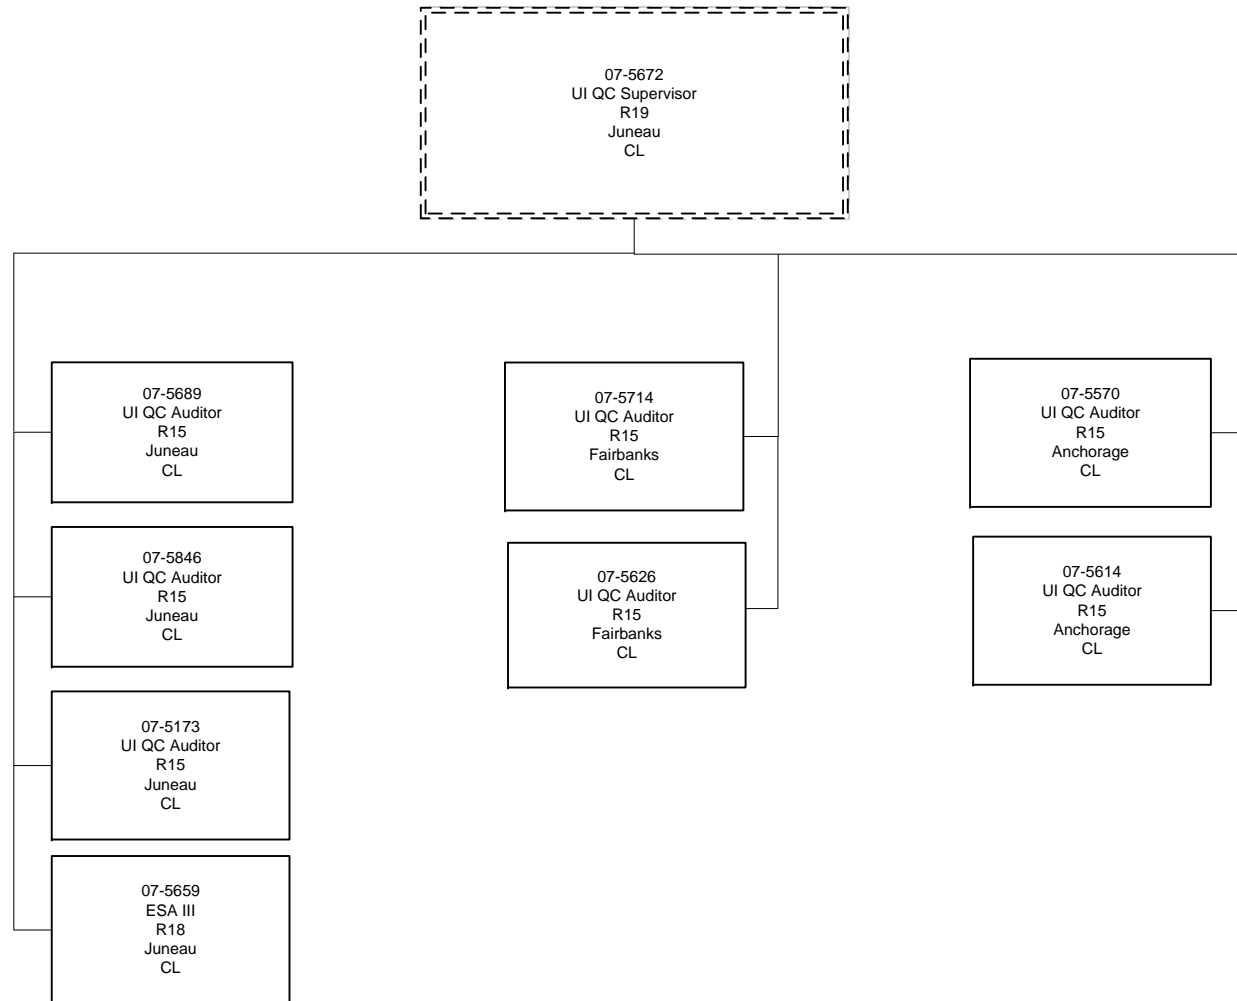 07-5672
UI QC Supervisor
R19
Juneau
CL
07-5689
UI QC Auditor
R15
Juneau
CL
07-5846
UI QC Auditor
R15
Juneau
CL
07-5173
UI QC Auditor
R15
Juneau
CL
07-5659
ESA III
R18
Juneau
CL
07-5714
UI QC Auditor
R15
Fairbanks
CL
07-5626
UI QC Auditor
R15
Fairbanks
CL
07-5570
UI QC Auditor
R15
Anchorage
CL
07-5614
UI QC Auditor
R15
Anchorage
CL